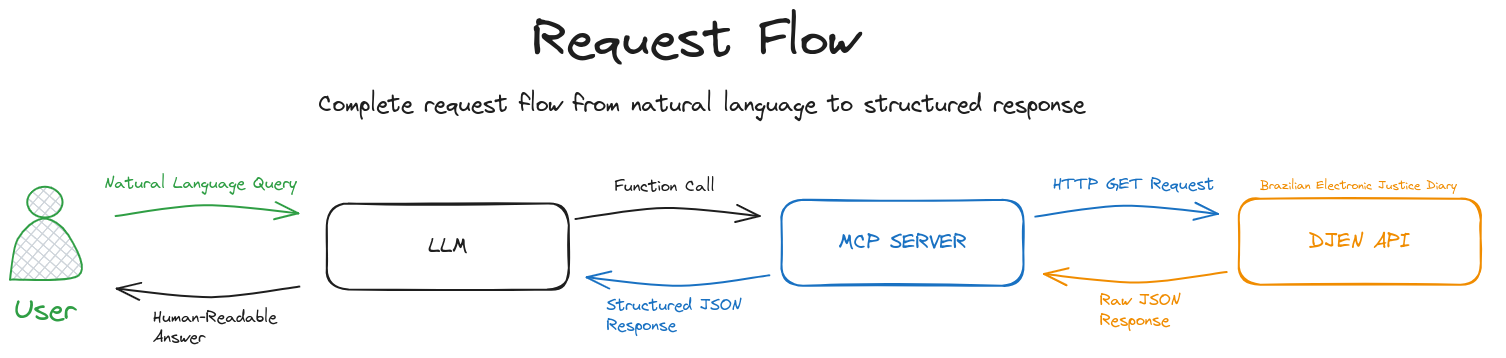 Request Flow
Complete request flow from natural language to structured response
Natural Language Query
Function Call
HTTP GET Request
Brazilian Electronic Justice Diary
LLM
MCP SERVER
DJEN API
User
Human-Readable
Answer
Structured JSON
Response
Raw JSON
Response